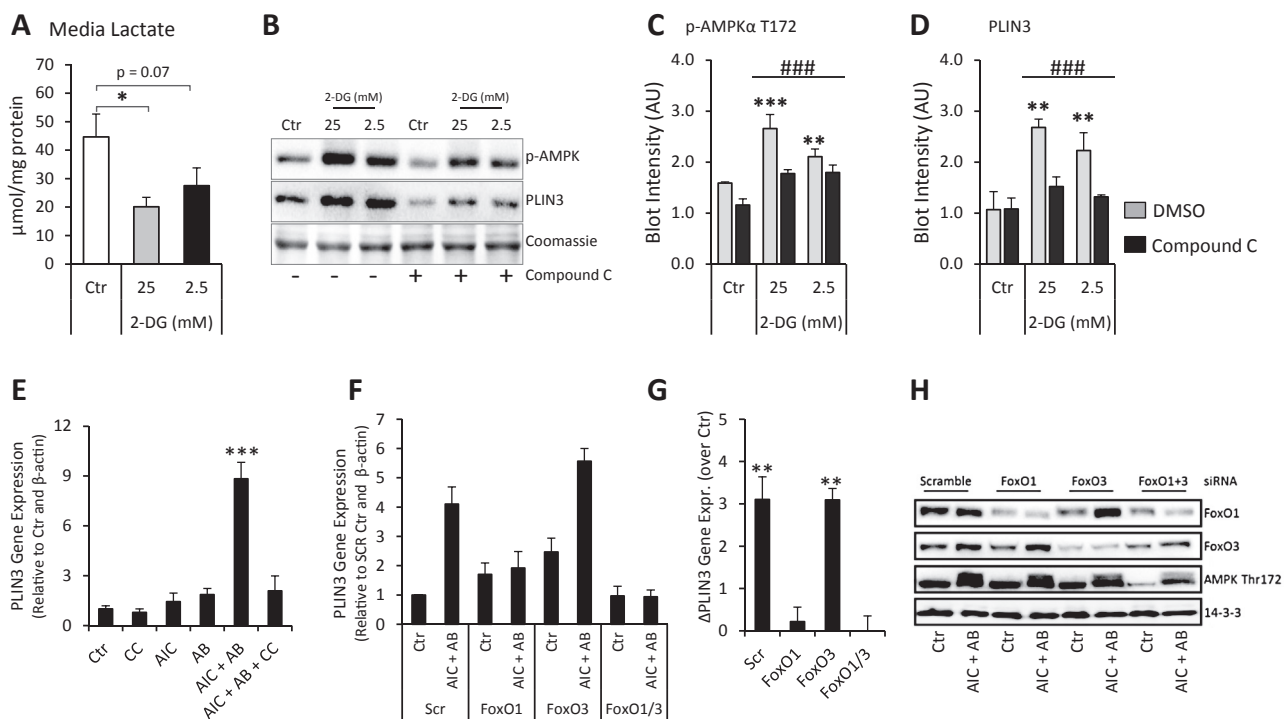 A Media Lactate
μmol/mg protein
70
60
50
40
30
20
10
0
p = 0.07
*
Ctr 25 2.5
2-DG (mM)
B
2-DG (mM) 2-DG (mM)
Ctr 25 2.5 Ctr 25 2.5
p-AMPK
PLIN3
Coomassie
− − − + + + Compound C
C p-AMPKα T172
Blot Intensity (AU)
4.0
3.0
2.0
1.0
0.0
###
***
**
Ctr 25 2.5
2-DG (mM)
D PLIN3
Blot Intensity (AU)
4.0
3.0
2.0
1.0
0.0
###
**
**
Ctr 25 2.5
2-DG (mM)
DMSO
Compound C
E
PLIN3 Gene Expression
(Relative to Ctr and β-actin)
12
9
6
3
0
***
Ctr
CC
AIC
AB
AIC + AB
AIC + AB + CC
F
PLIN3 Gene Expression
(Relative to SCR Ctr and β-actin)
7
6
5
4
3
2
1
0
Ctr
AIC + AB
Ctr
AIC + AB
Ctr
AIC + AB
Ctr
AIC + AB
Scr FoxO1 FoxO3 FoxO1/3
G
ΔPLIN3 Gene Expr. (over Ctr)
5
4
3
2
1
0
**
**
Scr
FoxO1
FoxO3
FoxO1/3
H
Scramble FoxO1 FoxO3 FoxO1+3 siRNA
FoxO1
FoxO3
AMPK Thr172
14-3-3
Ctr
AIC + AB
Ctr
AIC + AB
Ctr
AIC + AB
Ctr
AIC + AB